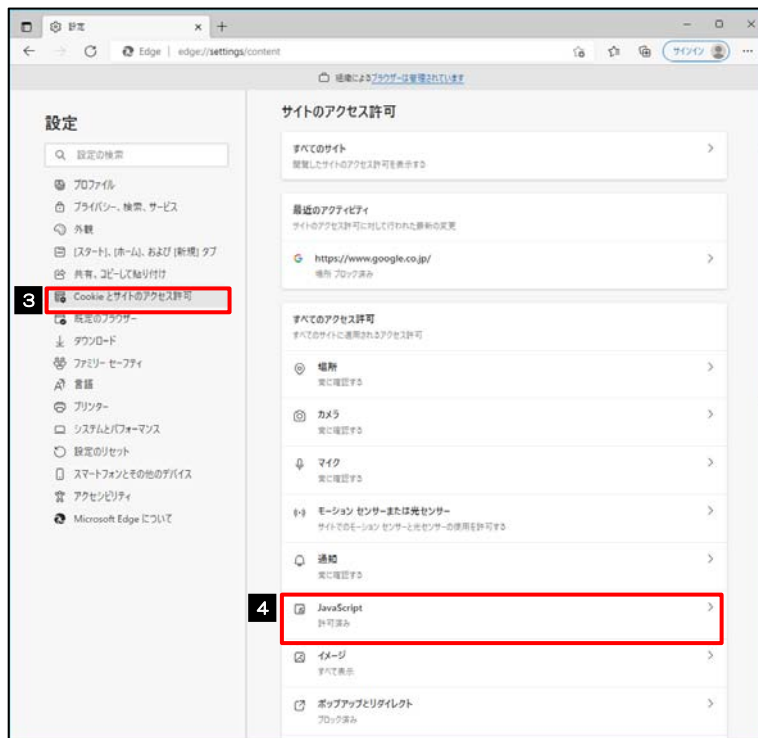 設定
Edge | edge://settings/content
サインイン
組織によるブラウザーは管理されています
設定
設定の検索
プロファイル
プライバシー、検索、サービス
外観
[スタート]、[ホーム]、および [新規] タブ
共有、コピーして貼り付け
3
Cookie とサイトのアクセス許可
既定のブラウザー
ダウンロード
ファミリー セーフティ
言語
プリンター
システムとパフォーマンス
設定のリセット
スマートフォンとその他のデバイス
アクセシビリティ
Microsoft Edge について
サイトのアクセス許可
すべてのサイト
閲覧したサイトのアクセス許可を表示する
最近のアクティビティ
サイトのアクセス許可に対して行われた最新の変更
https://www.google.co.jp/
場所 ブロック済み
すべてのアクセス許可
すべてのサイトに適用されるアクセス許可
場所
常に確認する
カメラ
常に確認する
マイク
常に確認する
モーション センサーまたは光センサー
サイトでのモーション センサーと光センサーの使用を許可する
通知
常に確認する
4
JavaScript
許可済み
イメージ
すべて表示
ポップアップとリダイレクト
ブロック済み